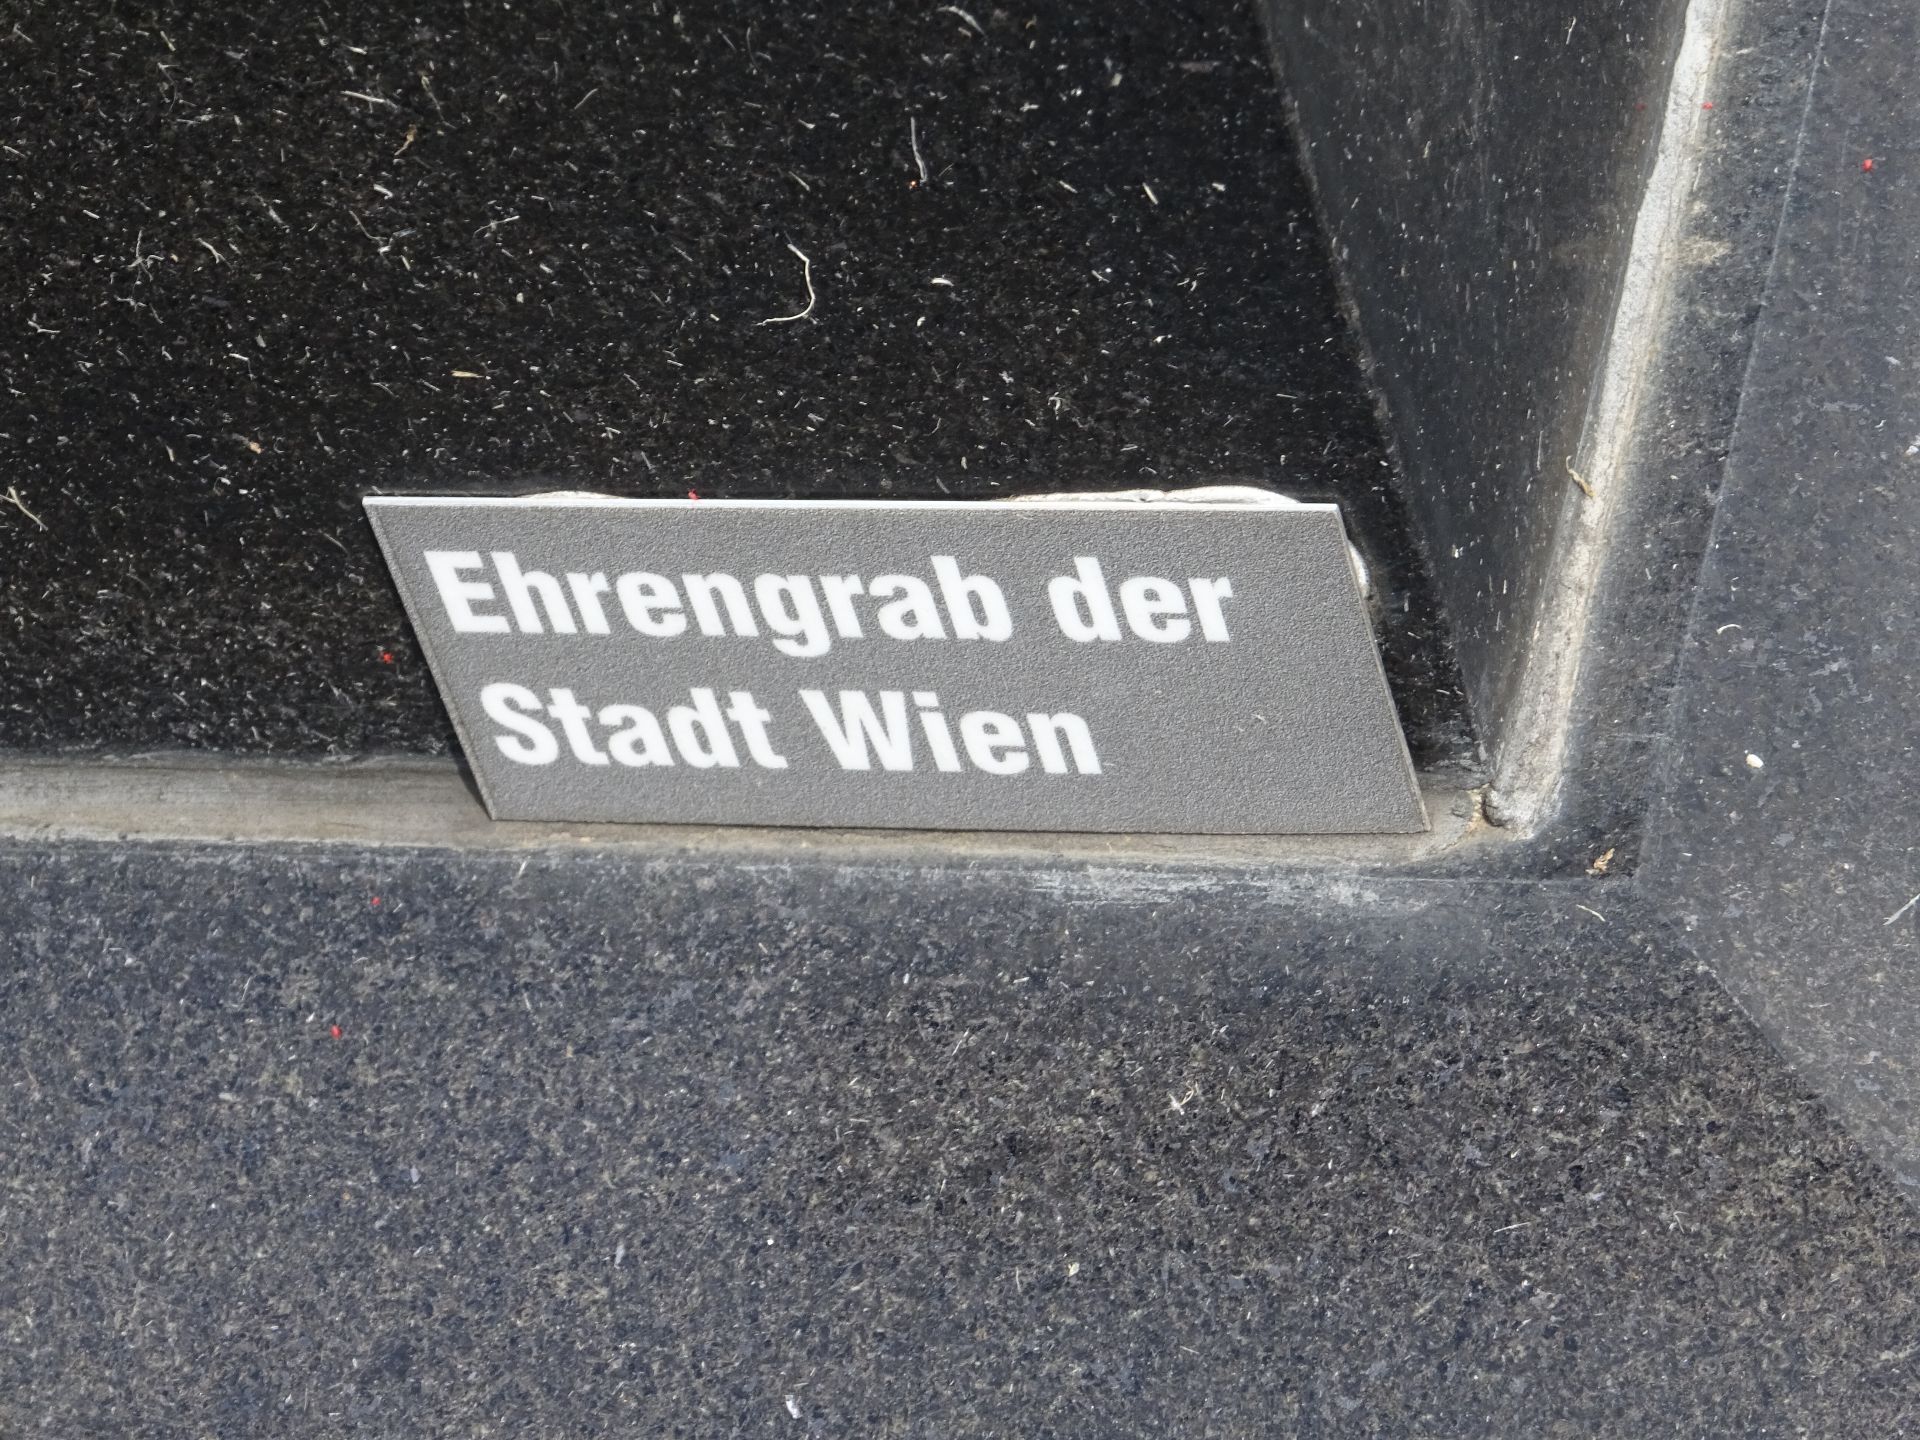 Ehrengrab der
Stadt Wien